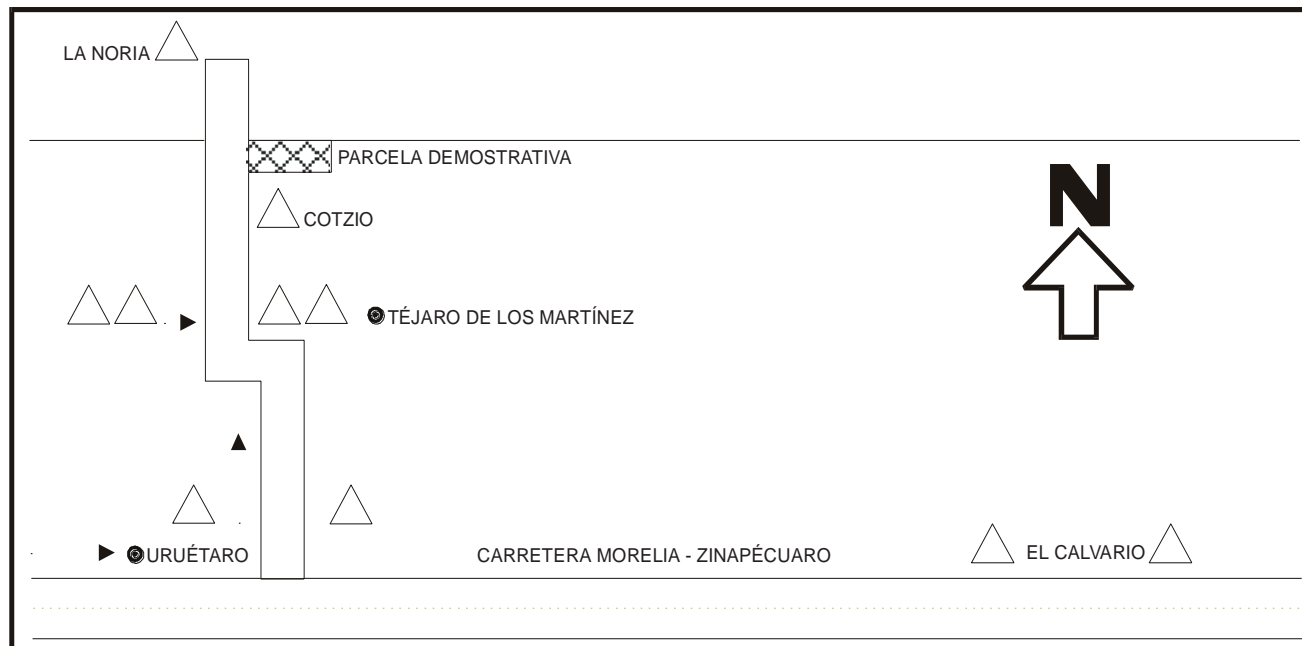 LA NORIA
PARCELA DEMOSTRATIVA
N
COTZIO
TÉJARO DE LOS MARTÍNEZ
URUÉTARO
CARRETERA MORELIA - ZINAPÉCUARO
EL CALVARIO